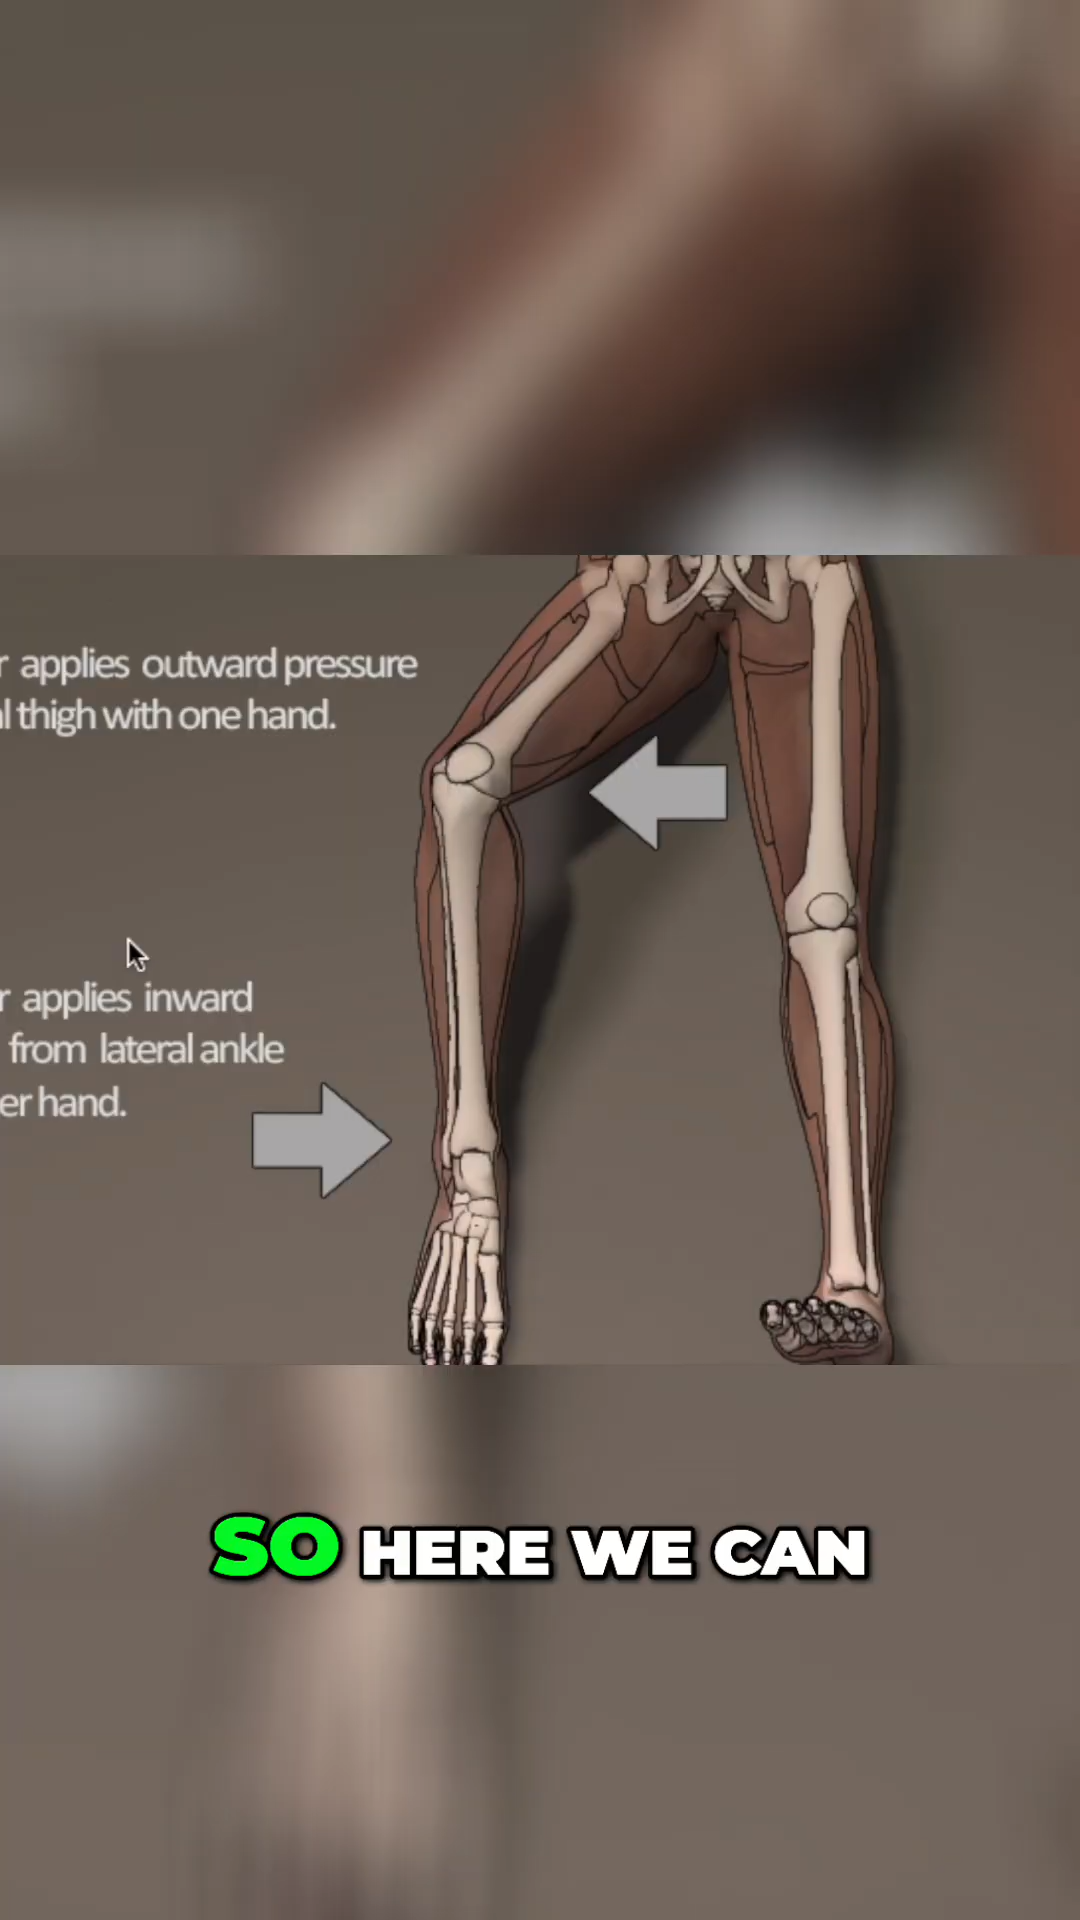 r applies outward pressure
l thigh with one hand.
r applies inward
from lateral ankle
er hand.
SO HERE WE CAN